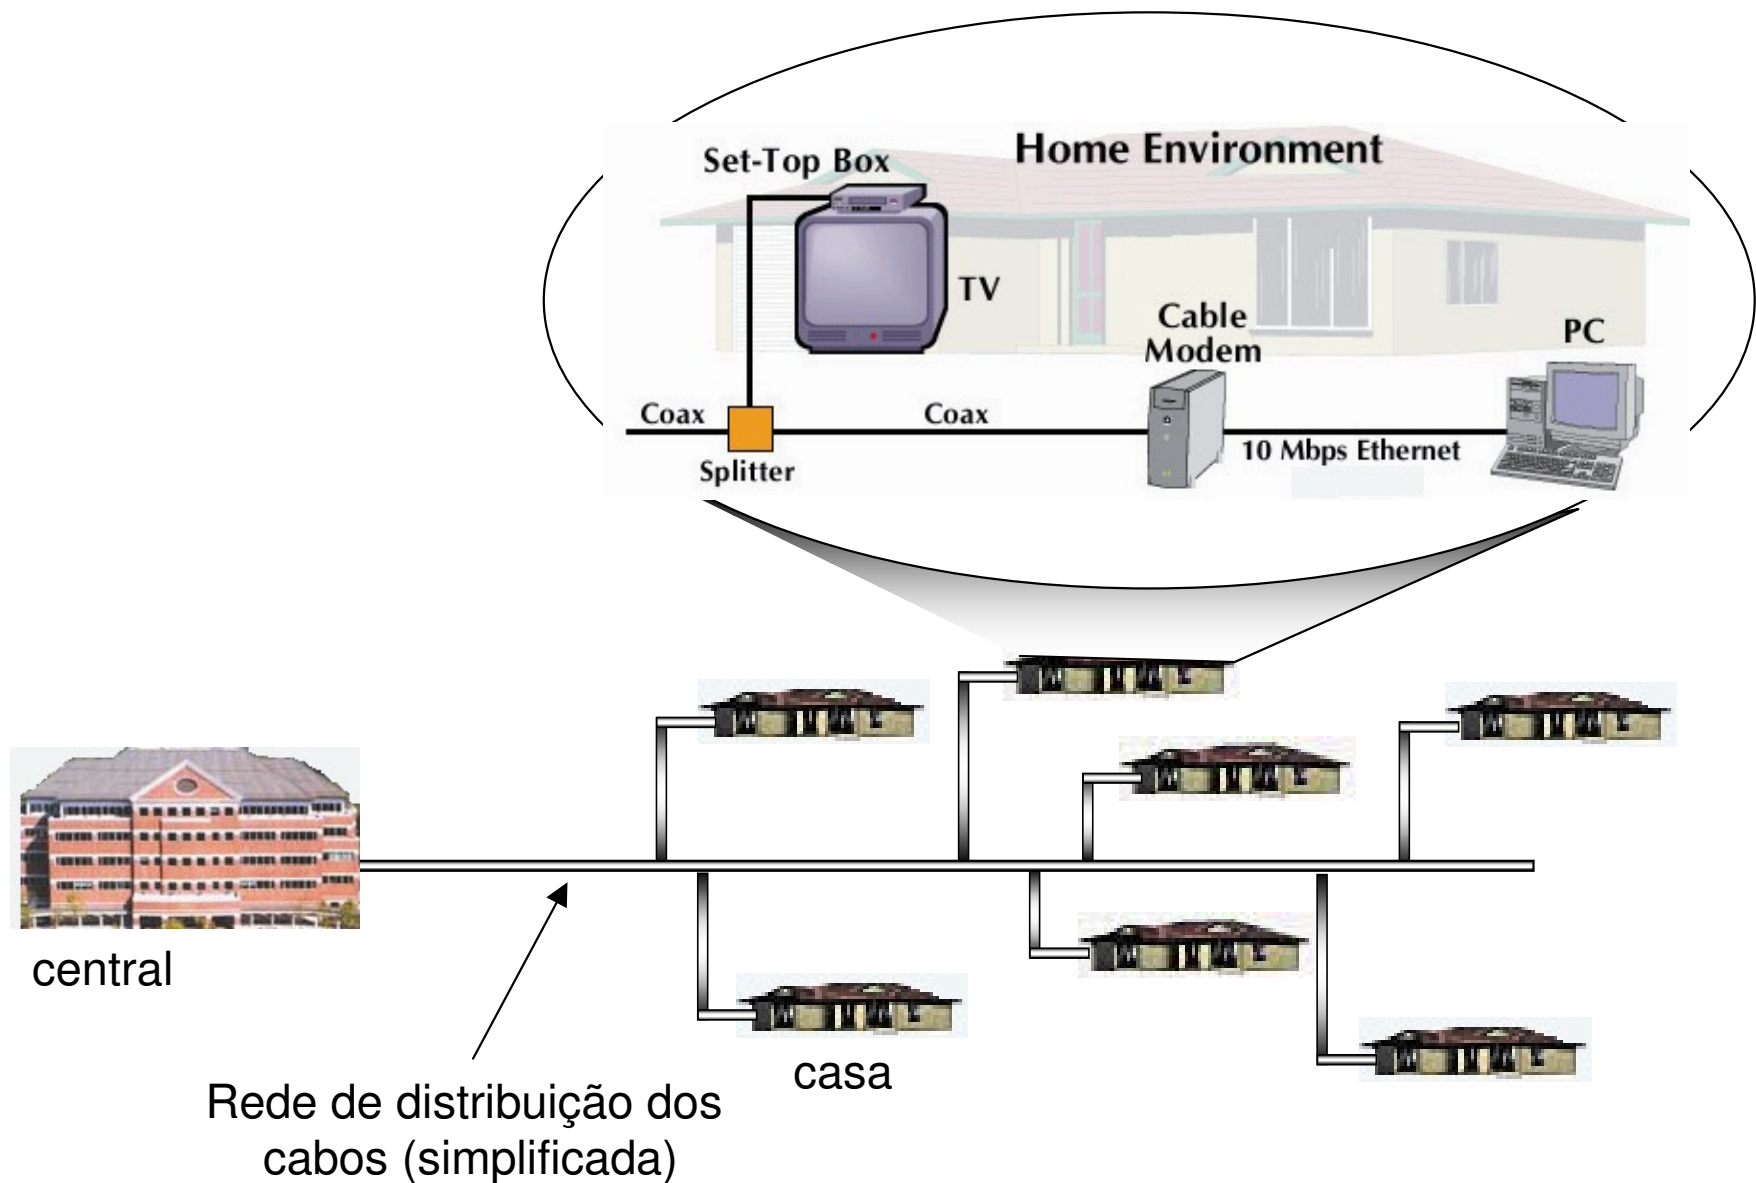 Home Environment
Set-Top Box
TV
Cable
Modem
PC
Coax
Coax
10 Mbps Ethernet
Splitter
central
casa
Rede de distribuição dos
cabos (simplificada)